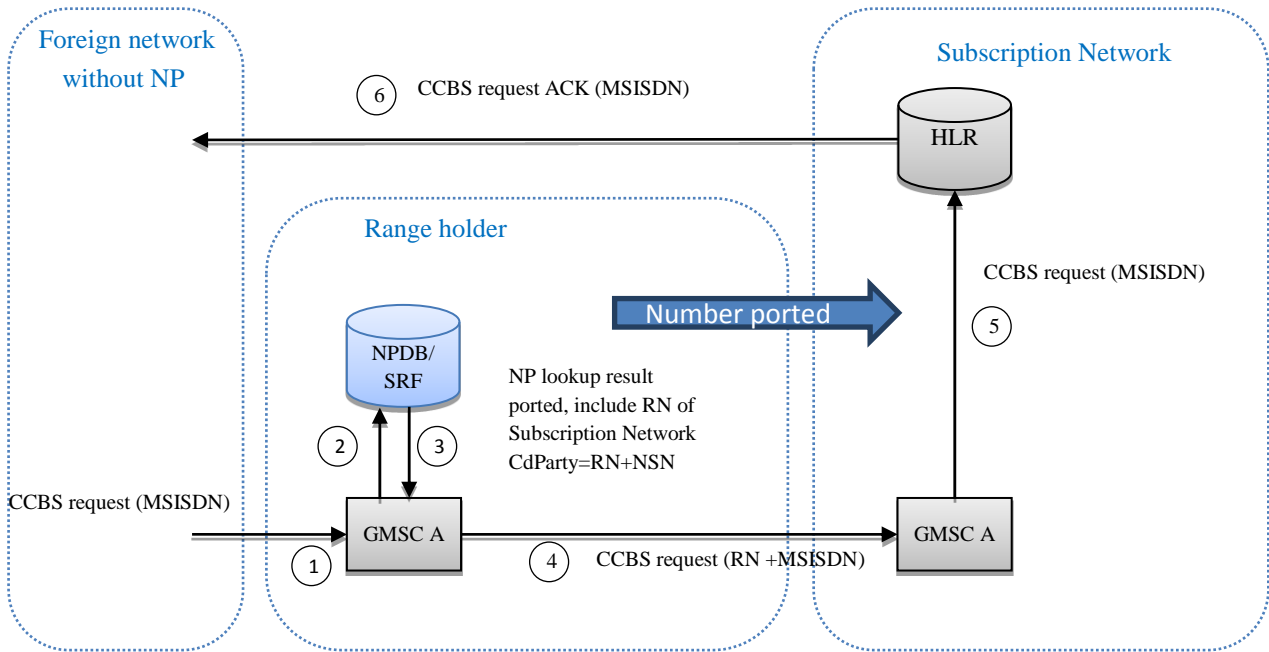 Foreign network
without NP
Subscription Network
6
CCBS request ACK (MSISDN)
HLR
Range holder
CCBS request (MSISDN)
Number ported
5
NPDB/
SRF
NP lookup result
ported, include RN of
Subscription Network
CdParty=RN+NSN
2
3
CCBS request (MSISDN)
GMSC A
GMSC A
1
4
CCBS request (RN +MSISDN)